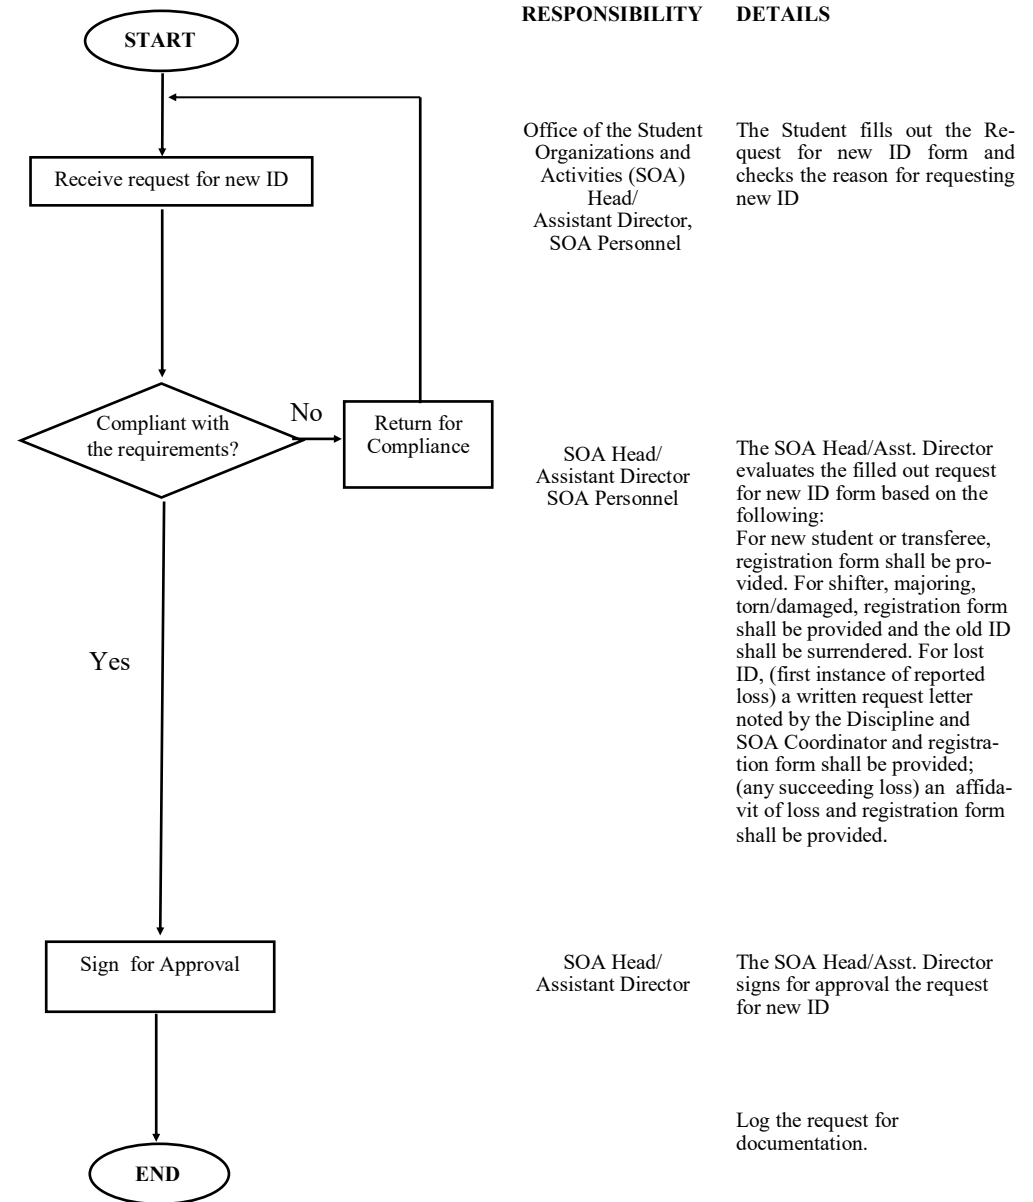 RESPONSIBILITY DETAILS
START
Office of the Student
Organizations and
Activities (SOA)
Head/
Assistant Director,
SOA Personnel
The Student fills out the Re-
quest for new ID form and
checks the reason for requesting
new ID
Receive request for new ID
Compliant with
the requirements?
No
Return for
Compliance
SOA Head/
Assistant Director
SOA Personnel
The SOA Head/Asst. Director
evaluates the filled out request
for new ID form based on the
following:
For new student or transferee,
registration form shall be pro-
vided. For shifter, majoring,
torn/damaged, registration form
shall be provided and the old ID
shall be surrendered. For lost
ID, (first instance of reported
loss) a written request letter
noted by the Discipline and
SOA Coordinator and registra-
tion form shall be provided;
(any succeeding loss) an affida-
vit of loss and registration form
shall be provided.
Yes
Sign for Approval
SOA Head/
Assistant Director
The SOA Head/Asst. Director
signs for approval the request
for new ID
Log the request for
documentation.
END